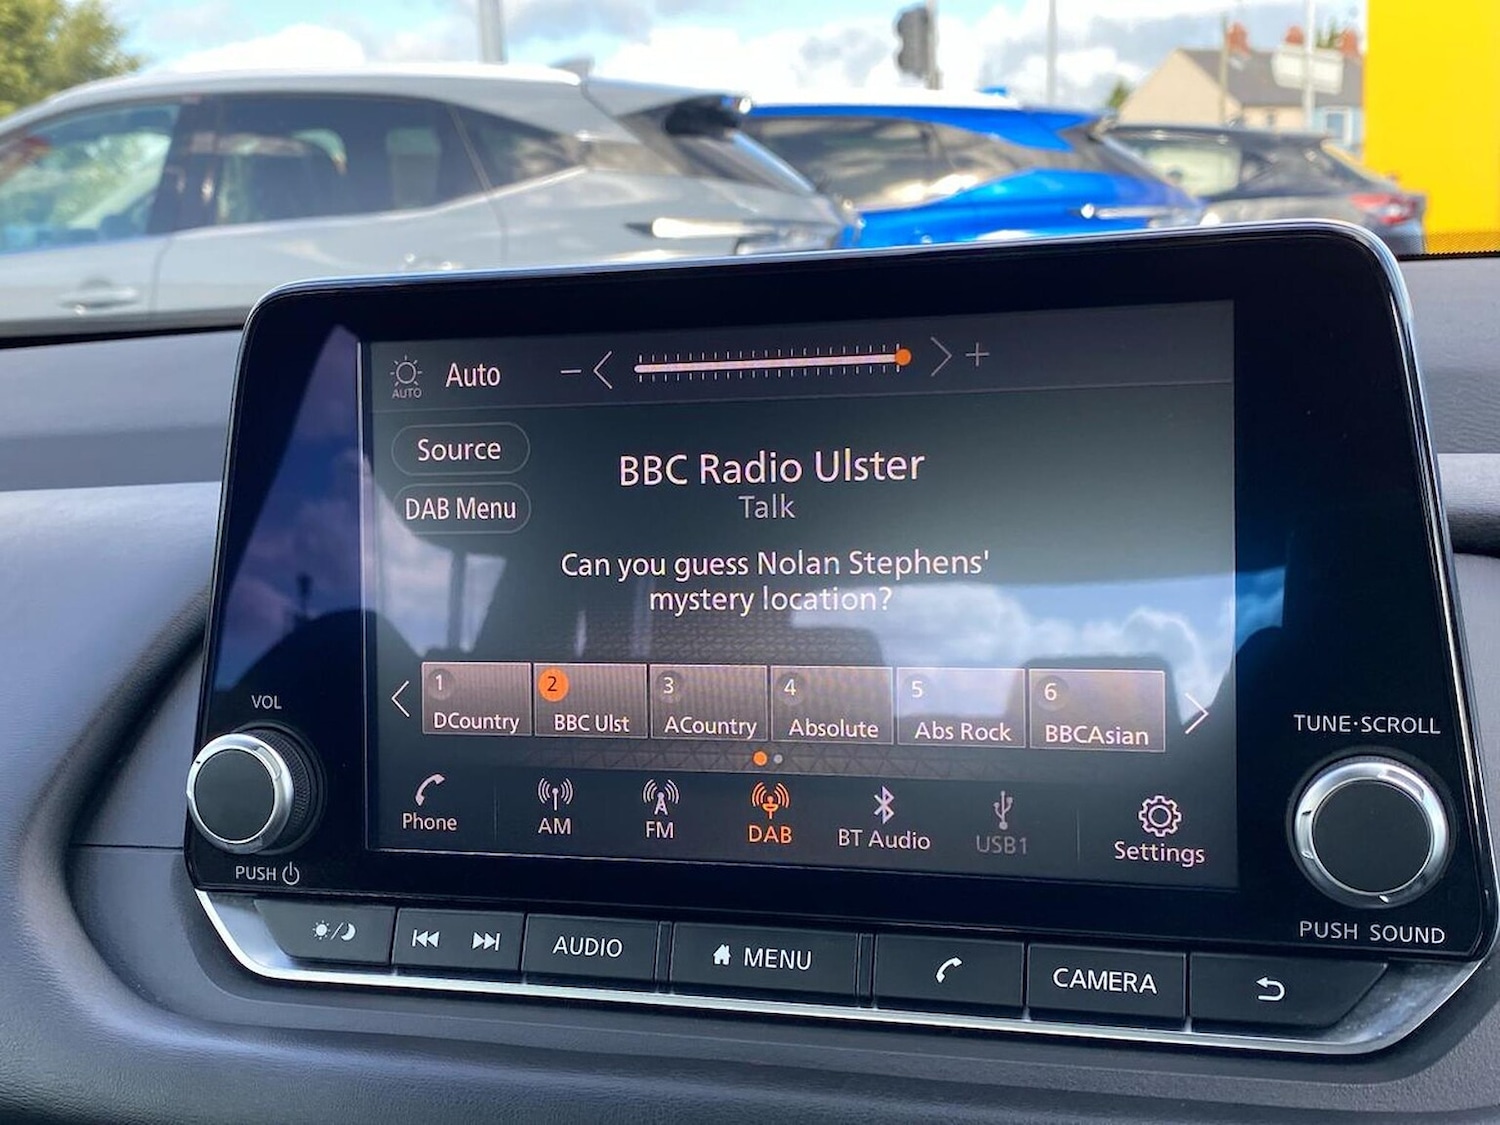 AUTO
Auto
Source
DAB Menu
BBC Radio Ulster
Talk
Can you guess Nolan Stephens'
mystery location?
1 DCountry
2 BBC Ulst
3 ACountry
4 Absolute
5 Abs Rock
6 BBCAsian
Phone
AM
FM
DAB
BT Audio
USB1
Settings
VOL
PUSH
TUNE·SCROLL
PUSH SOUND
AUDIO
MENU
CAMERA